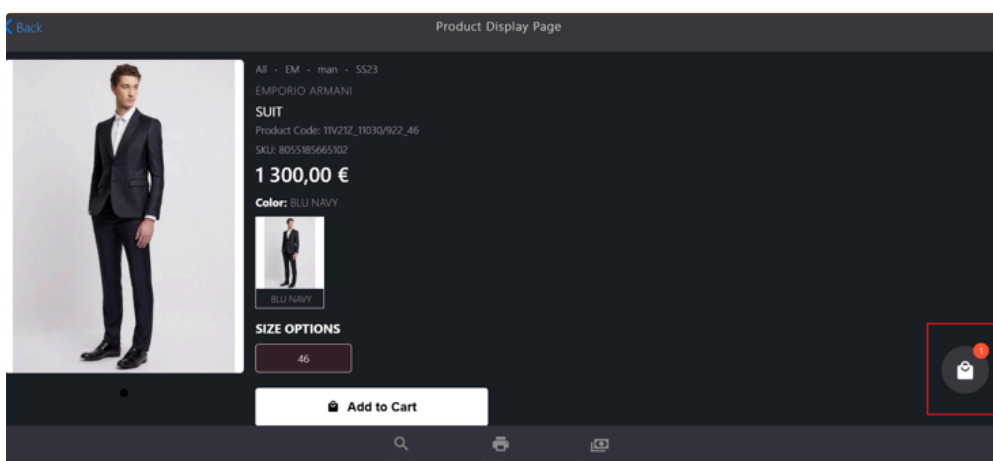 Back
Product Display Page
All · EM · man · SS23
EMPORIO ARMANI
SUIT
Product Code: 11V21Z_11030/922_46
SKU: 8055185665102
1 300,00 €
Color: BLU NAVY
BLU NAVY
SIZE OPTIONS
46
1
Add to Cart